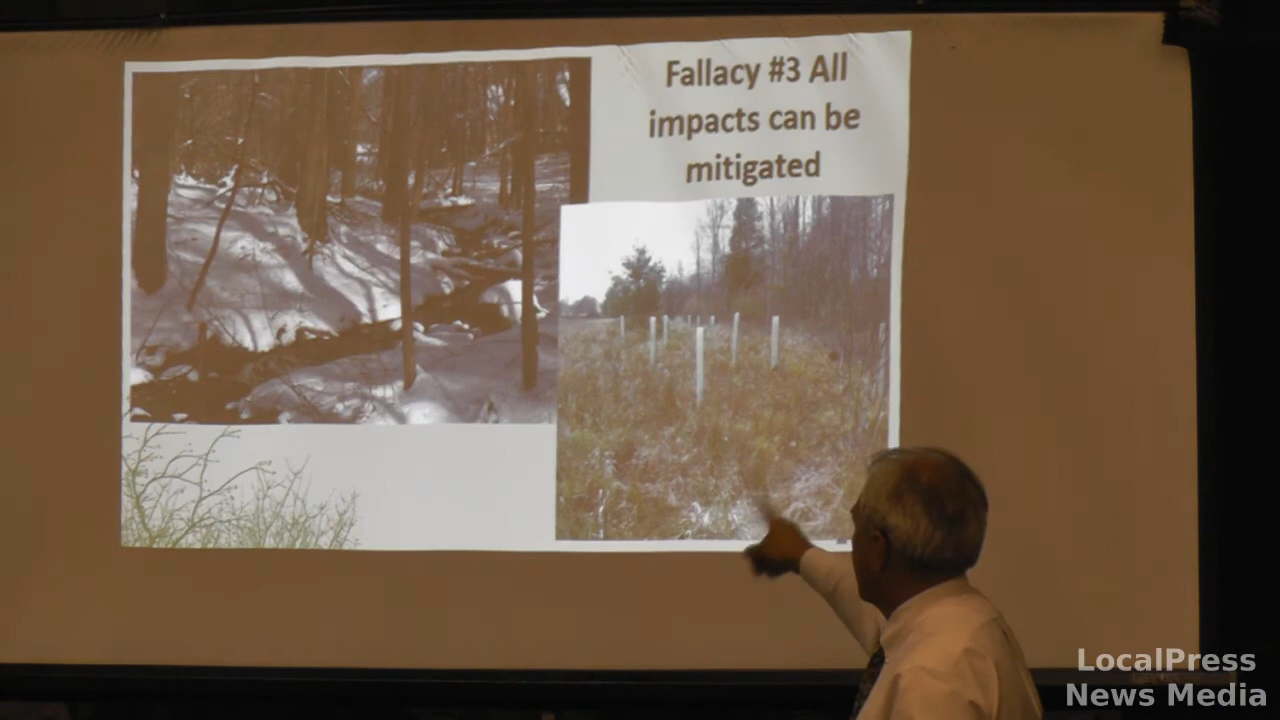 Fallacy #3 All
impacts can be
mitigated
LocalPress
News Media